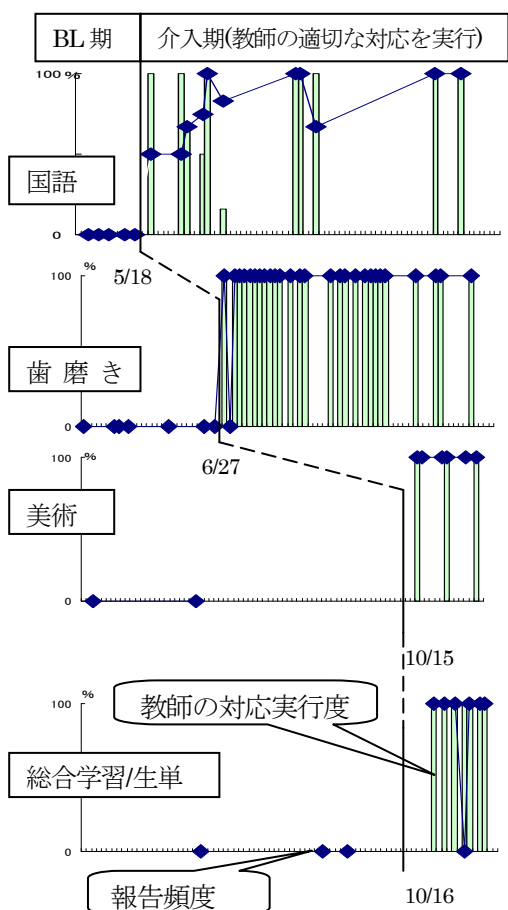 BL 期
介入期(教師の適切な対応を実行)
100 %
国語
0
5/18
%
100
歯 磨 き
0
6/27
%
100
美術
0
10/15
%
100
教師の対応実行度
総合学習/生単
0
報告頻度
10/16